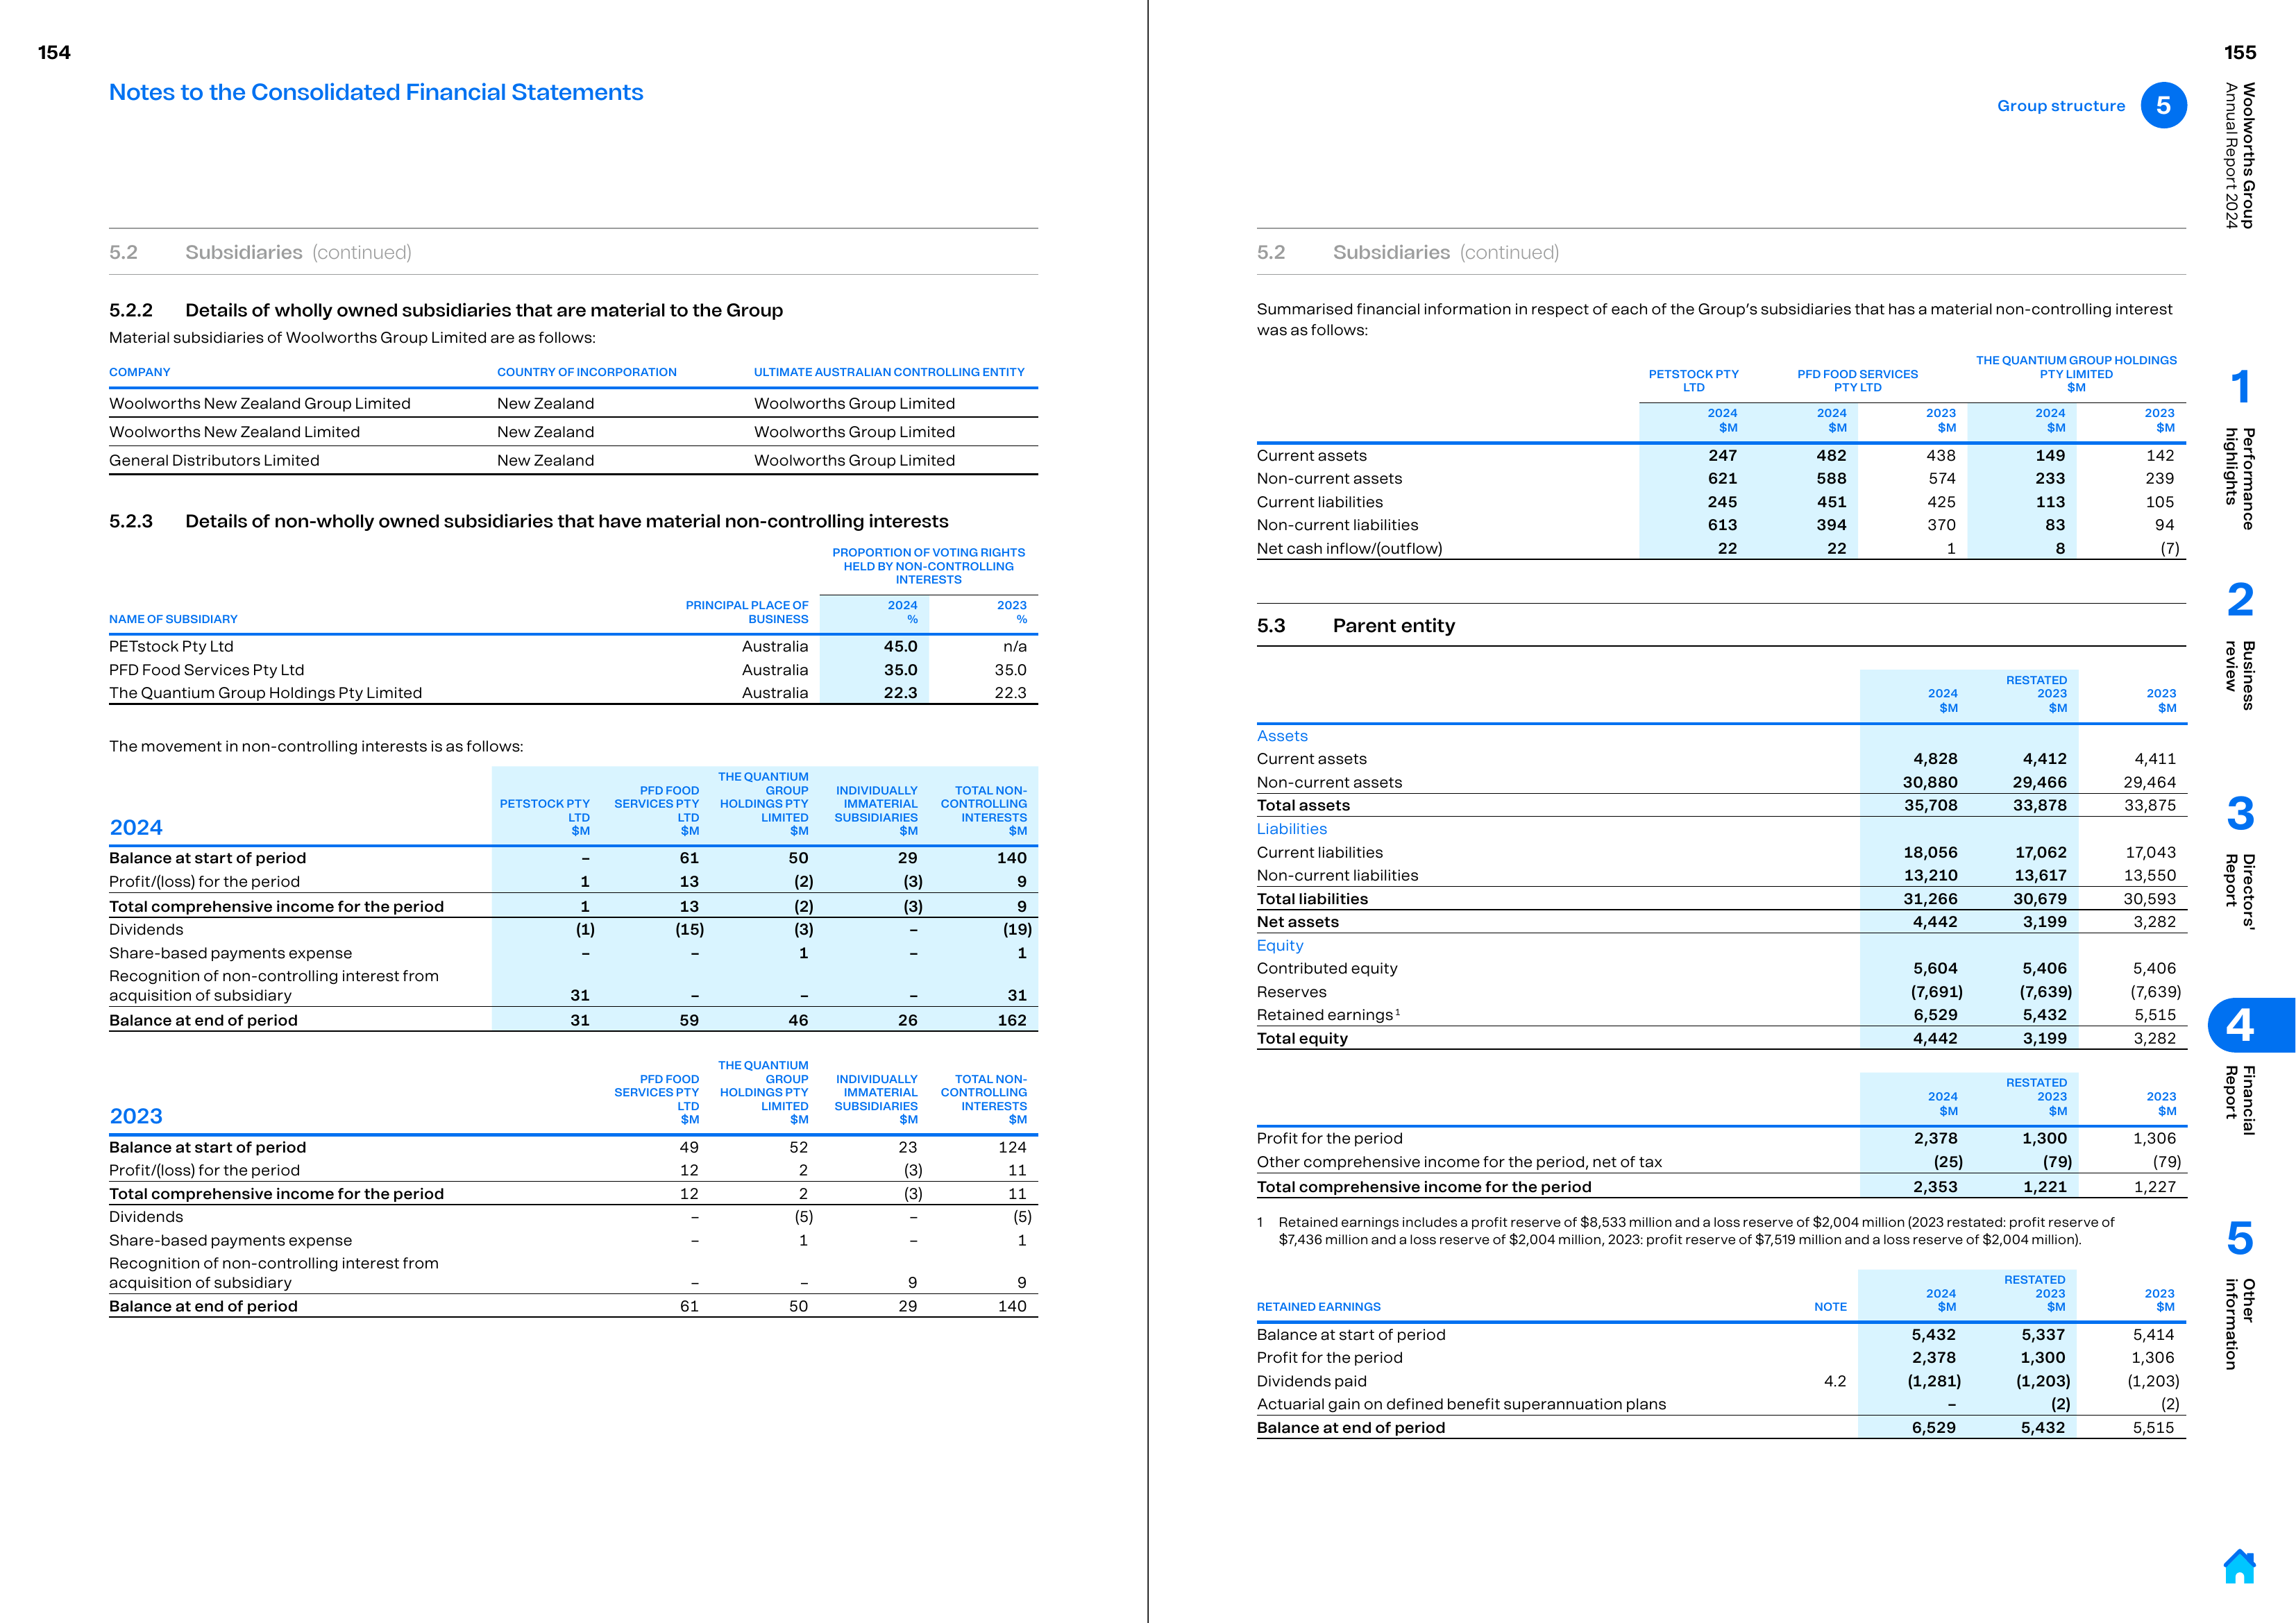 154
Notes to the Consolidated Financial Statements
5.2 Subsidiaries (continued)
5.2.2 Details of wholly owned subsidiaries that are material to the Group
Material subsidiaries of Woolworths Group Limited are as follows:
COMPANY COUNTRY OF INCORPORATION ULTIMATE AUSTRALIAN CONTROLLING ENTITY
Woolworths New Zealand Group Limited New Zealand Woolworths Group Limited
Woolworths New Zealand Limited New Zealand Woolworths Group Limited
General Distributors Limited New Zealand Woolworths Group Limited
5.2.3 Details of non-wholly owned subsidiaries that have material non-controlling interests
PROPORTION OF VOTING RIGHTS
HELD BY NON-CONTROLLING
INTERESTS
PRINCIPAL PLACE OF 2024 2023
NAME OF SUBSIDIARY BUSINESS % %
PETstock Pty Ltd Australia 45.0 n/a
PFD Food Services Pty Ltd Australia 35.0 35.0
The Quantium Group Holdings Pty Limited Australia 22.3 22.3
The movement in non-controlling interests is as follows:
THE QUANTIUM
PFD FOOD GROUP INDIVIDUALLY TOTAL NON-
PETSTOCK PTY SERVICES PTY HOLDINGS PTY IMMATERIAL CONTROLLING
LTD LTD LIMITED SUBSIDIARIES INTERESTS
2024 $M $M $M $M $M
Balance at start of period – 61 50 29 140
Profit/(loss) for the period 1 13 (2) (3) 9
Total comprehensive income for the period 1 13 (2) (3) 9
Dividends (1) (15) (3) – (19)
Share-based payments expense – – 1 – 1
Recognition of non-controlling interest from
acquisition of subsidiary 31 – – – 31
Balance at end of period 31 59 46 26 162
THE QUANTIUM
PFD FOOD GROUP INDIVIDUALLY TOTAL NON-
SERVICES PTY HOLDINGS PTY IMMATERIAL CONTROLLING
LTD LIMITED SUBSIDIARIES INTERESTS
2023 $M $M $M $M
Balance at start of period 49 52 23 124
Profit/(loss) for the period 12 2 (3) 11
Total comprehensive income for the period 12 2 (3) 11
Dividends – (5) – (5)
Share-based payments expense – 1 – 1
Recognition of non-controlling interest from
acquisition of subsidiary – – 9 9
Balance at end of period 61 50 29 140
155
Group structure 5
5.2 Subsidiaries (continued)
Summarised financial information in respect of each of the Group’s subsidiaries that has a material non-controlling interest
was as follows:
THE QUANTIUM GROUP HOLDINGS
PETSTOCK PTY PFD FOOD SERVICES PTY LIMITED
LTD PTY LTD $M
2024 2024 2023 2024 2023
$M $M $M $M $M
Current assets 247 482 438 149 142
Non-current assets 621 588 574 233 239
Current liabilities 245 451 425 113 105
Non-current liabilities 613 394 370 83 94
Net cash inflow/(outflow) 22 22 1 8 (7)
5.3 Parent entity
RESTATED
2024 2023 2023
$M $M $M
Assets
Current assets 4,828 4,412 4,411
Non-current assets 30,880 29,466 29,464
Total assets 35,708 33,878 33,875
Liabilities
Current liabilities 18,056 17,062 17,043
Non-current liabilities 13,210 13,617 13,550
Total liabilities 31,266 30,679 30,593
Net assets 4,442 3,199 3,282
Equity
Contributed equity 5,604 5,406 5,406
Reserves (7,691) (7,639) (7,639)
Retained earnings¹ 6,529 5,432 5,515
Total equity 4,442 3,199 3,282
RESTATED
2024 2023 2023
$M $M $M
Profit for the period 2,378 1,300 1,306
Other comprehensive income for the period, net of tax (25) (79) (79)
Total comprehensive income for the period 2,353 1,221 1,227
1 Retained earnings includes a profit reserve of $8,533 million and a loss reserve of $2,004 million (2023 restated: profit reserve of
$7,436 million and a loss reserve of $2,004 million, 2023: profit reserve of $7,519 million and a loss reserve of $2,004 million).
RESTATED
2024 2023 2023
RETAINED EARNINGS NOTE $M $M $M
Balance at start of period 5,432 5,337 5,414
Profit for the period 2,378 1,300 1,306
Dividends paid 4.2 (1,281) (1,203) (1,203)
Actuarial gain on defined benefit superannuation plans – (2) (2)
Balance at end of period 6,529 5,432 5,515
Woolworths Group
Annual Report 2024
1
Performance
highlights
2
Business
review
3
Directors'
Report
4
Financial
Report
5
Other
information